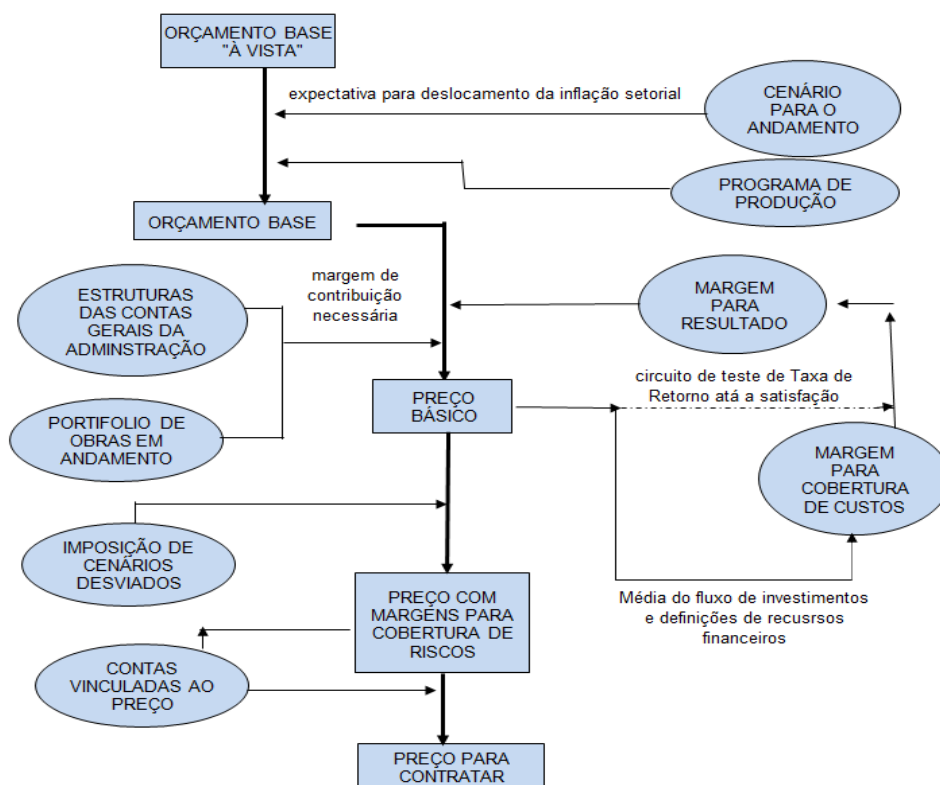 ORÇAMENTO BASE
"À VISTA"
expectativa para deslocamento da inflação setorial
CENÁRIO
PARA O
ANDAMENTO
PROGRAMA DE
PRODUÇÃO
ORÇAMENTO BASE
margem de
contribuição
necessária
ESTRUTURAS
DAS CONTAS
GERAIS DA
ADMINSTRAÇÃO
MARGEM
PARA
RESULTADO
circuito de teste de Taxa de
Retorno atá a satisfação
PREÇO
BÁSICO
PORTIFOLIO DE
OBRAS EM
ANDAMENTO
MARGEM
PARA
COBERTURA
DE CUSTOS
IMPOSIÇÃO DE
CENÁRIOS
DESVIADOS
PREÇO COM
MARGENS PARA
COBERTURA DE
RISCOS
Média do fluxo de investimentos
e definições de recusrsos
financeiros
CONTAS
VINCULADAS AO
PREÇO
PREÇO PARA
CONTRATAR